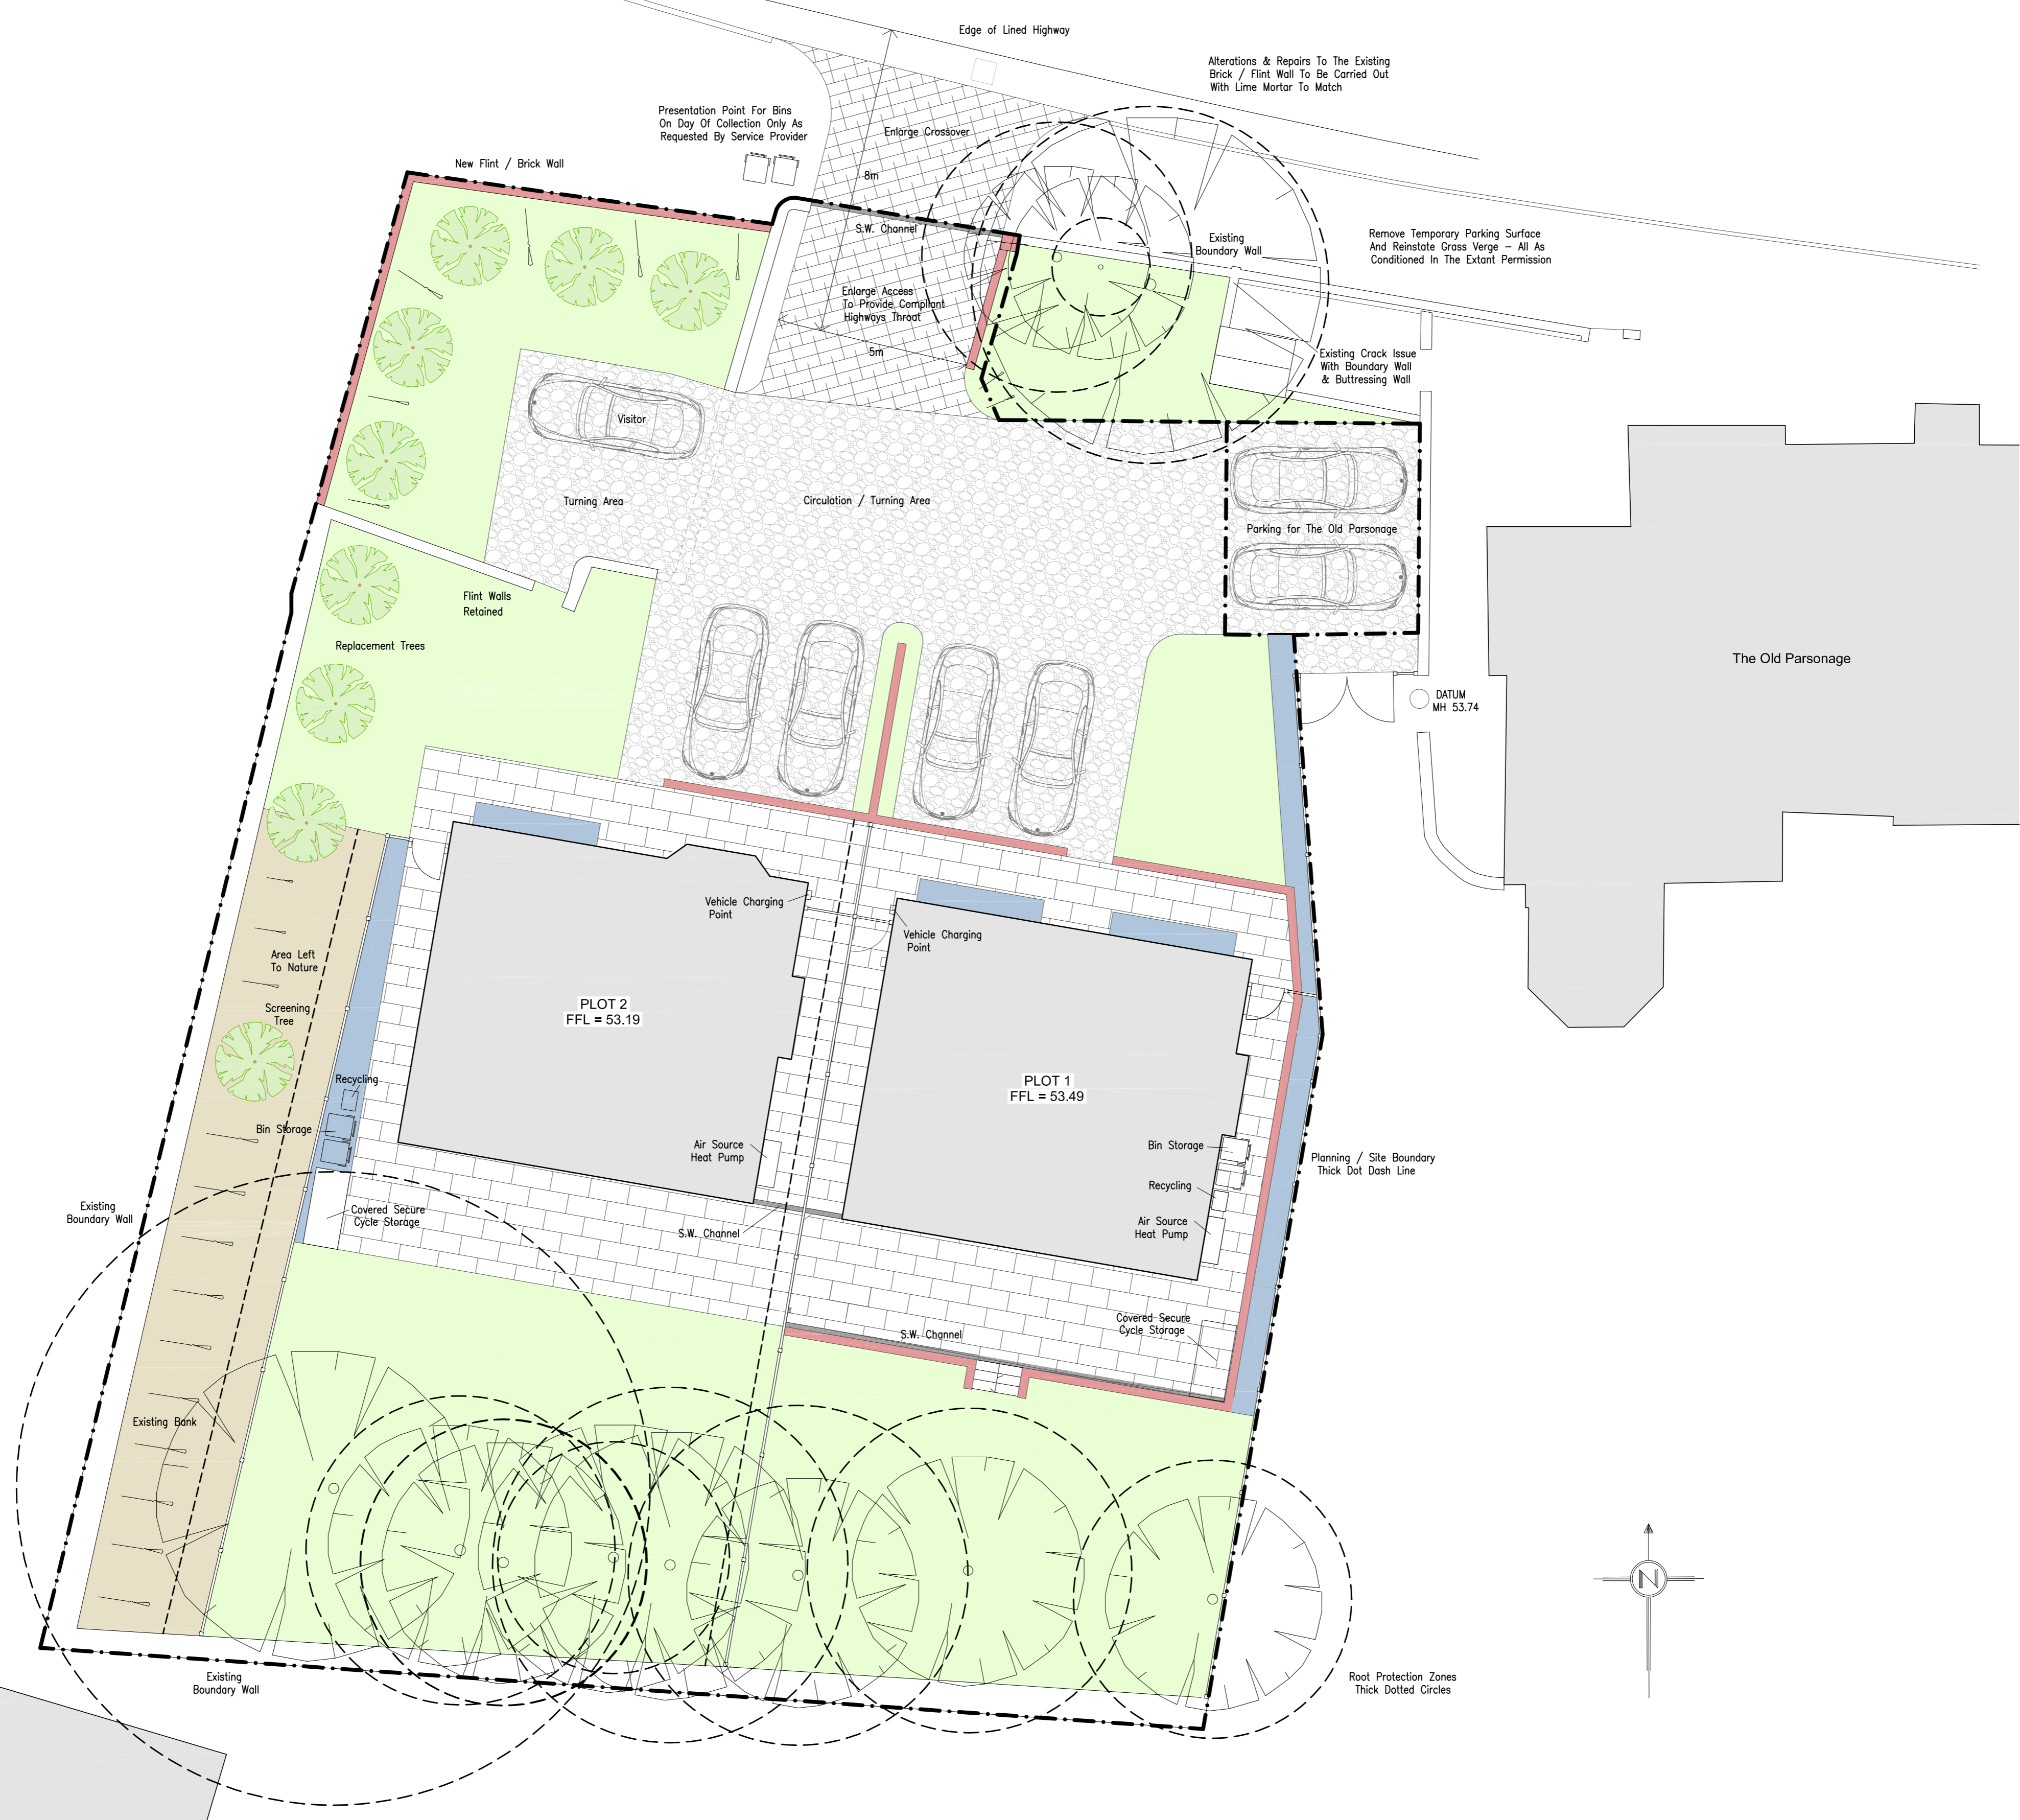 Edge of Lined Highway
Alterations & Repairs To The Existing
Brick / Flint Wall To Be Carried Out
With Lime Mortar To Match
Presentation Point For Bins
On Day Of Collection Only As
Requested By Service Provider
Enlarge Crossover
New Flint / Brick Wall
8m
S.W. Channel
Existing
Boundary Wall
Remove Temporary Parking Surface
And Reinstate Grass Verge – All As
Conditioned In The Extant Permission
Enlarge Access
To Provide Compliant
Highways Throat
5m
Existing Crack Issue
With Boundary Wall
& Buttressing Wall
Visitor
Turning Area
Circulation / Turning Area
Parking for The Old Parsonage
Flint Walls
Retained
Replacement Trees
The Old Parsonage
DATUM
MH 53.74
Vehicle Charging
Point
Vehicle Charging
Point
Area Left
To Nature
Screening
Tree
PLOT 2
FFL = 53.19
PLOT 1
FFL = 53.49
Recycling
Bin Storage
Air Source
Heat Pump
Bin Storage
Planning / Site Boundary
Thick Dot Dash Line
Recycling
Existing
Boundary Wall
Covered Secure
Cycle Storage
S.W. Channel
Air Source
Heat Pump
Covered Secure
Cycle Storage
S.W. Channel
Existing Bank
Existing
Boundary Wall
Root Protection Zones
Thick Dotted Circles
N